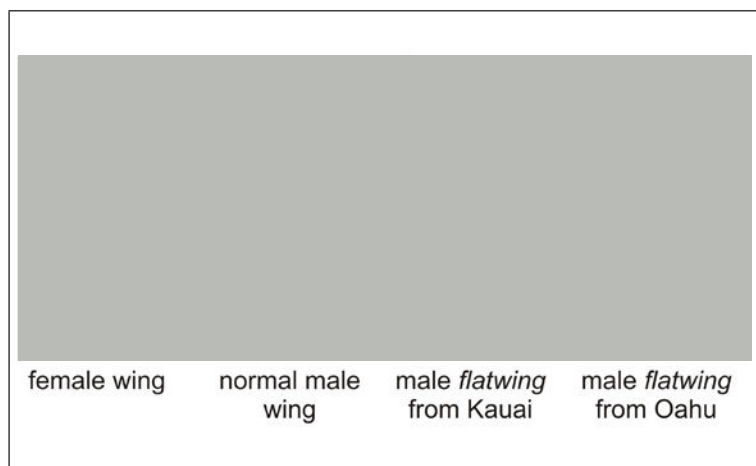 female wing
normal male
wing
male flatwing
from Kauai
male flatwing
from Oahu